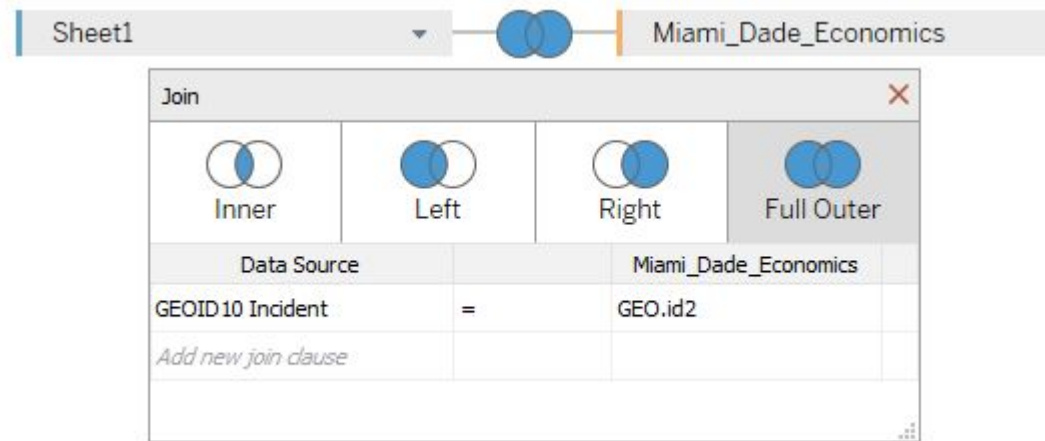 Sheet1 Miami_Dade_Economics
Join
Inner Left Right Full Outer
Data Source Miami_Dade_Economics
GEOID10 Incident = GEO.id2
Add new join clause